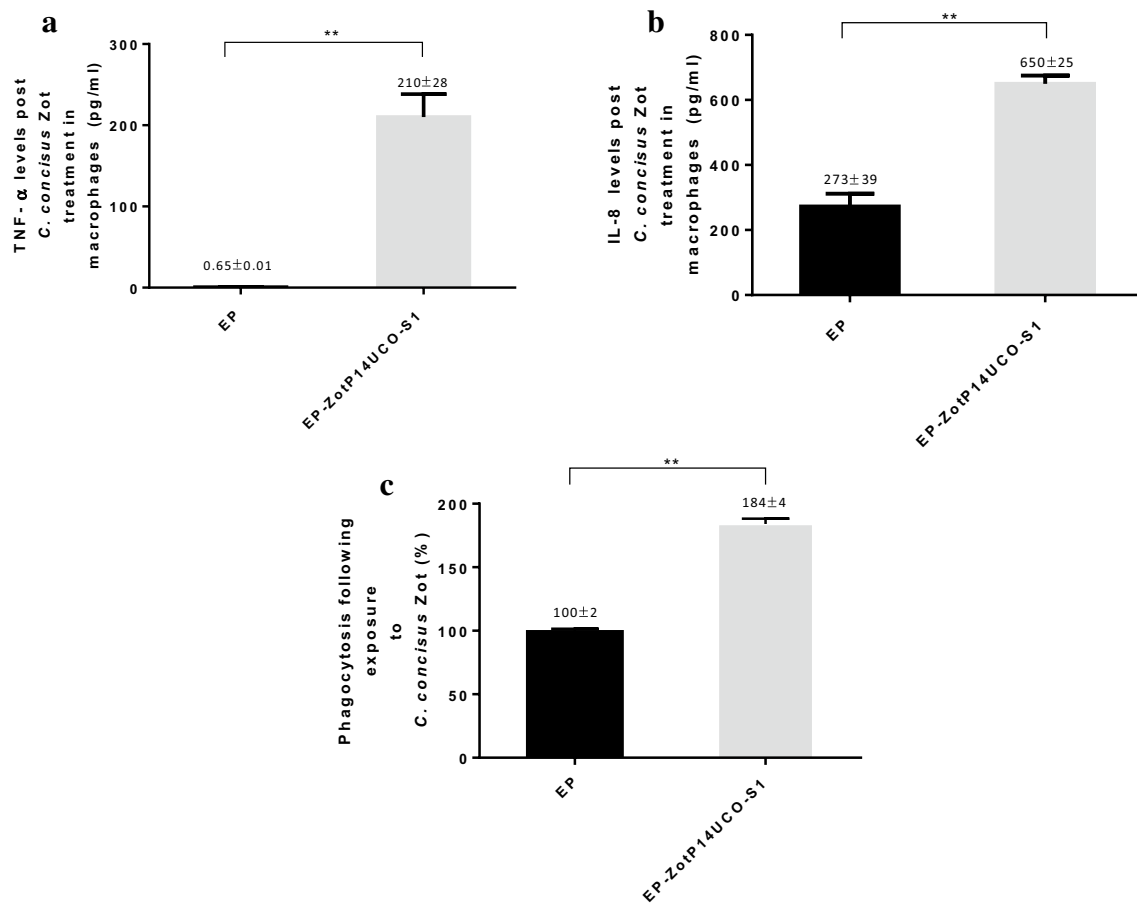 a
**
300
200
100
0
TNF-α levels post
C. concisus Zot
treatment in
macrophages (pg/ml)
0.65±0.01
210±28
EP
EP-ZotP14UCO-S1
b
**
800
600
400
200
0
IL-8 levels post
C. concisus Zot
treatment in
macrophages (pg/ml)
273±39
650±25
EP
EP-ZotP14UCO-S1
c
**
200
150
100
50
0
Phagocytosis following
exposure
to
C. concisus Zot (%)
100±2
184±4
EP
EP-ZotP14UCO-S1